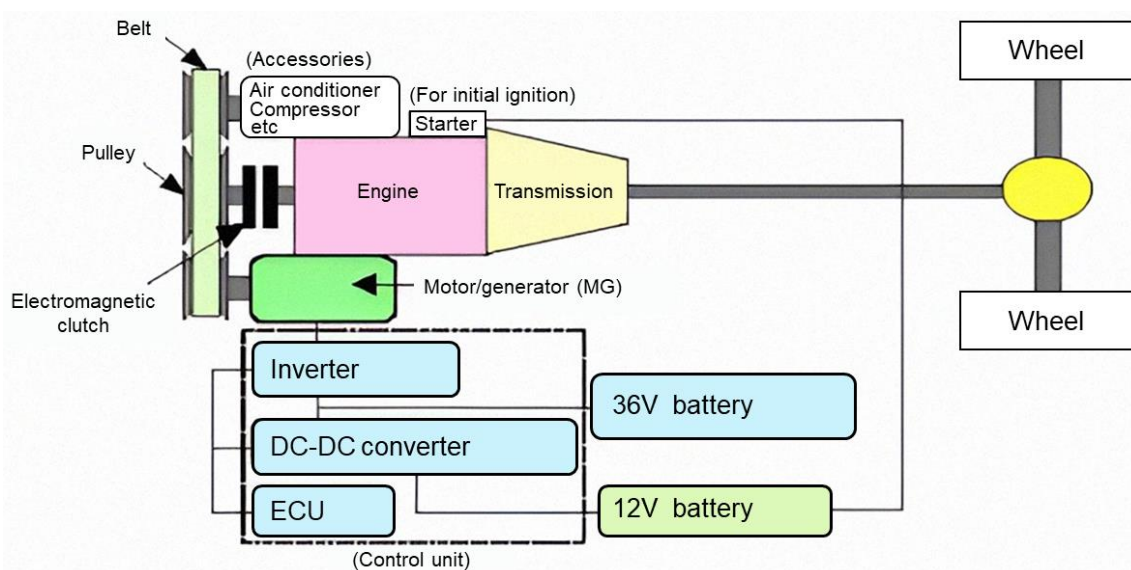 Belt
(Accessories)
Air conditioner
Compressor
etc
(For initial ignition)
Starter
Wheel
Pulley
Engine
Transmission
Electromagnetic
clutch
Motor/generator (MG)
Wheel
Inverter
36V battery
DC-DC converter
ECU
12V battery
(Control unit)